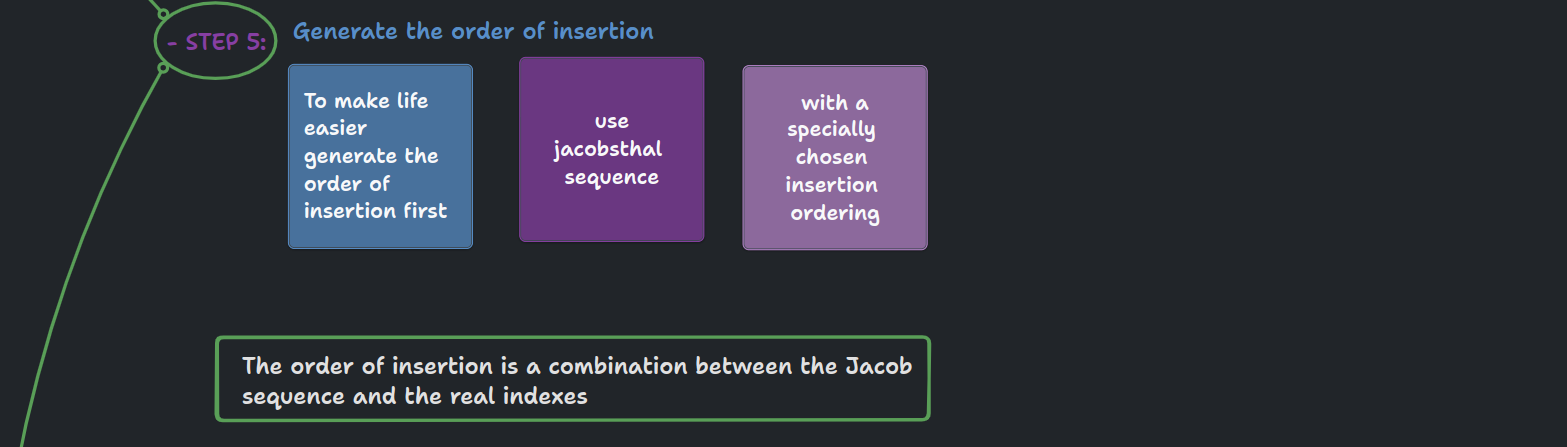 - STEP 5:
Generate the order of insertion
To make life
easier
generate the
order of
insertion first
use
jacobsthal
sequence
with a
specially
chosen
insertion
ordering
The order of insertion is a combination between the Jacob
sequence and the real indexes